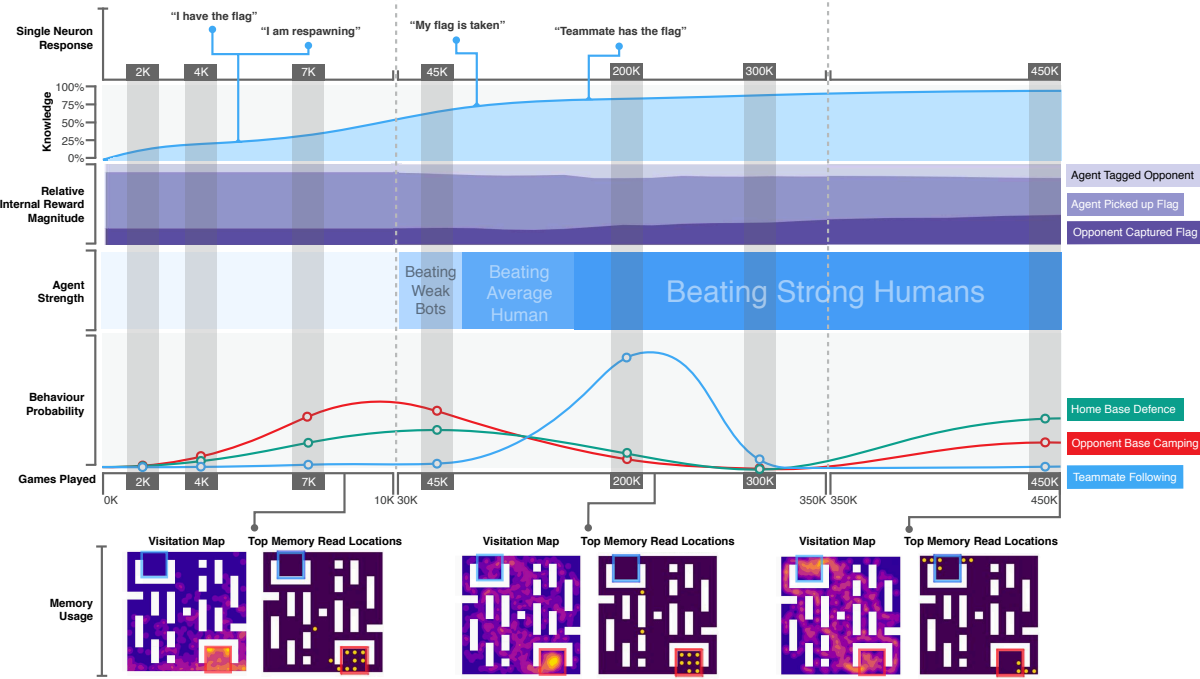 “I have the flag”
“I am respawning”
“My flag is taken”
“Teammate has the flag”
Single Neuron
Response
2K
4K
7K
45K
200K
300K
450K
Knowledge
100%
75%
50%
25%
0%
Relative
Internal Reward
Magnitude
Agent Tagged Opponent
Agent Picked up Flag
Opponent Captured Flag
Agent
Strength
Beating
Weak
Bots
Beating
Average
Human
Beating Strong Humans
Behaviour
Probability
Home Base Defence
Opponent Base Camping
Teammate Following
Games Played
2K
4K
7K
45K
200K
300K
450K
0K
10K
30K
350K
350K
450K
Visitation Map
Top Memory Read Locations
Visitation Map
Top Memory Read Locations
Visitation Map
Top Memory Read Locations
Memory
Usage